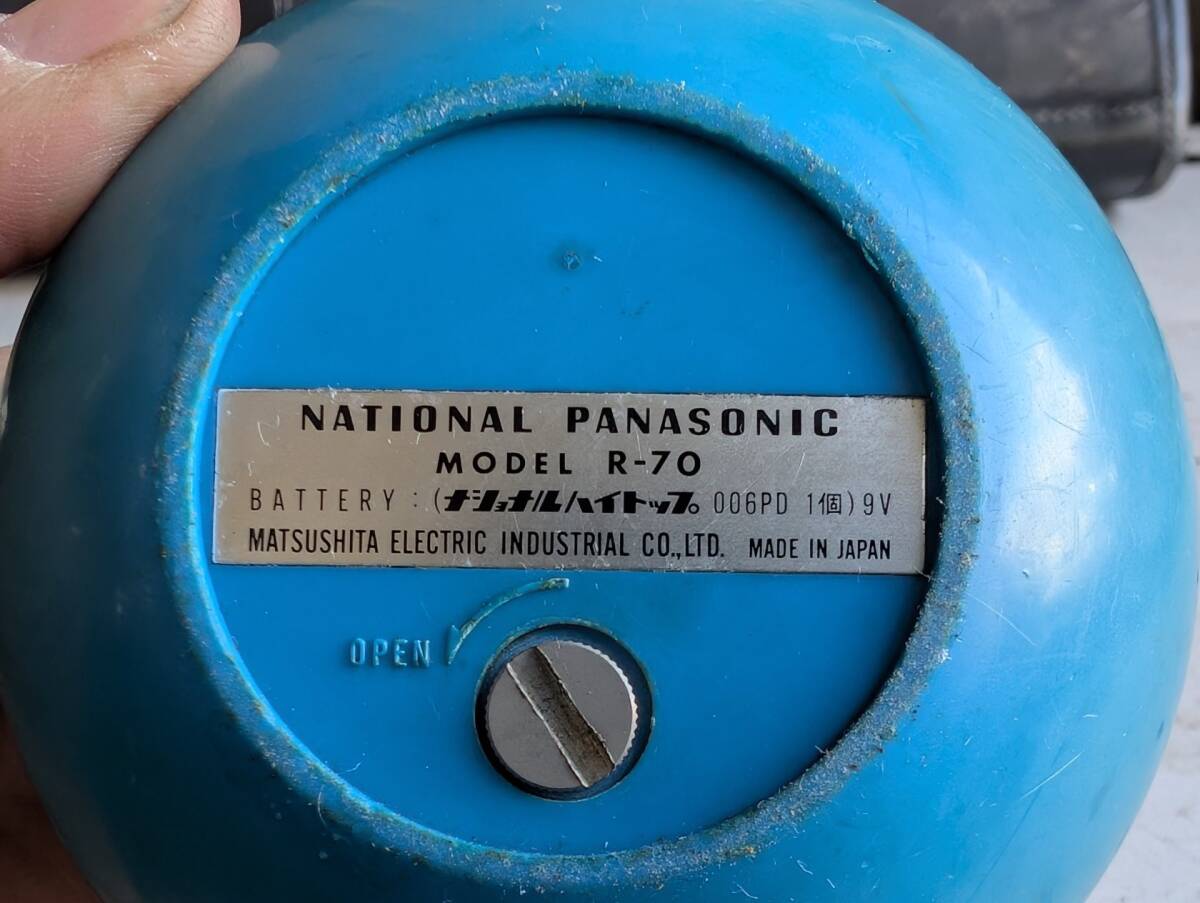 NATIONAL PANASONIC
MODEL R-70
BATTERY : (ナショナルハイトップ 006PD 1個) 9V
MATSUSHITA ELECTRIC INDUSTRIAL CO.,LTD. MADE IN JAPAN
OPEN